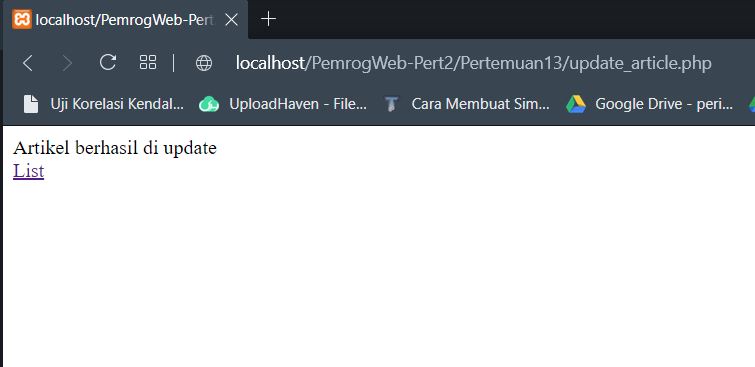 localhost/PemrogWeb-Pert
localhost/PemrogWeb-Pert2/Pertemuan13/update_article.php
Uji Korelasi Kendal... UploadHaven - File... Cara Membuat Sim... Google Drive - peri...
Artikel berhasil di update
List